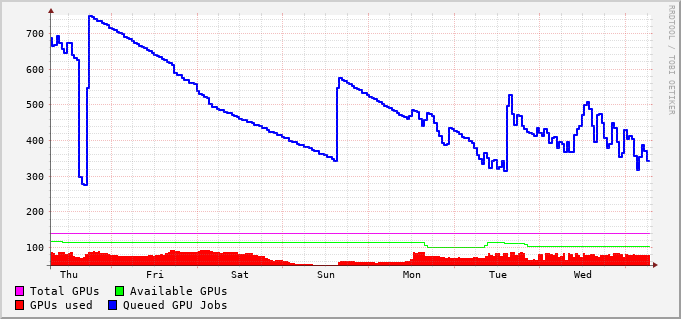 700
600
500
400
300
200
100
Thu Fri Sat Sun Mon Tue Wed
Total GPUs Available GPUs
GPUs used Queued GPU Jobs
RRDTOOL / TOBI OETIKER